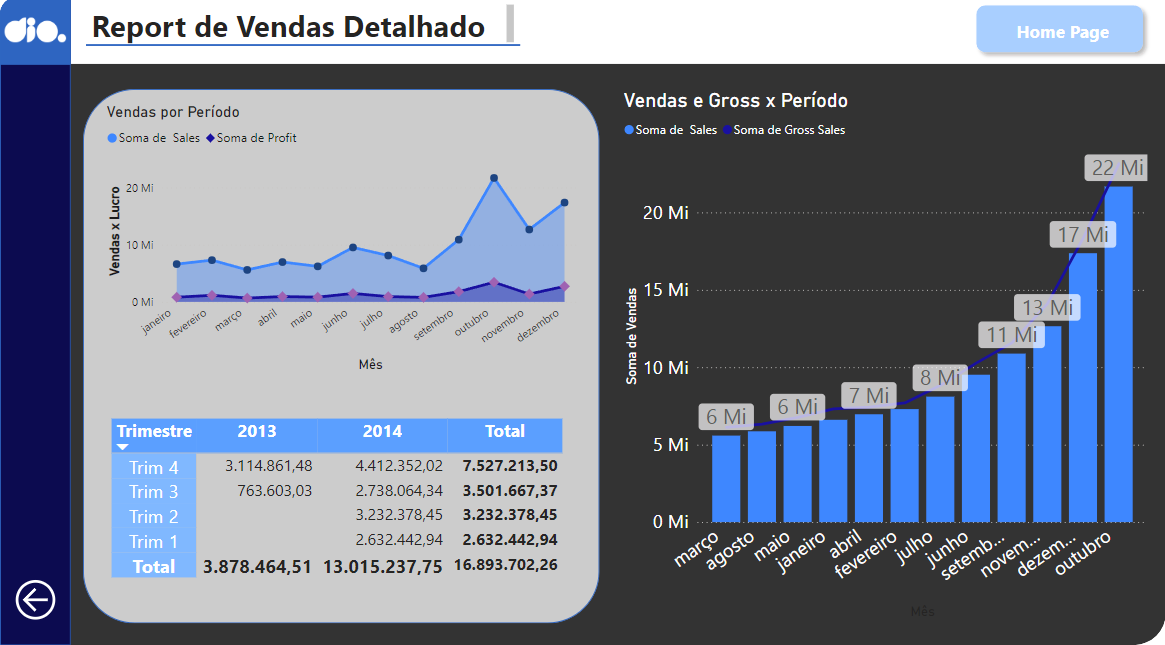 dio.
Report de Vendas Detalhado
Home Page
Vendas por Período
Soma de Sales
Soma de Profit
Vendas x Lucro
20 Mi
10 Mi
0 Mi
janeiro
fevereiro
março
abril
maio
junho
julho
agosto
setembro
outubro
novembro
dezembro
Mês
Trimestre 2013 2014 Total
Trim 4 3.114.861,48 4.412.352,02 7.527.213,50
Trim 3 763.603,03 2.738.064,34 3.501.667,37
Trim 2 3.232.378,45 3.232.378,45
Trim 1 2.632.442,94 2.632.442,94
Total 3.878.464,51 13.015.237,75 16.893.702,26
Vendas e Gross x Período
Soma de Sales
Soma de Gross Sales
Soma de Vendas
20 Mi
15 Mi
10 Mi
5 Mi
0 Mi
6 Mi
6 Mi
7 Mi
8 Mi
11 Mi
13 Mi
17 Mi
22 Mi
março
agosto
maio
janeiro
abril
fevereiro
julho
junho
setemb...
novem...
dezem...
outubro
Mês